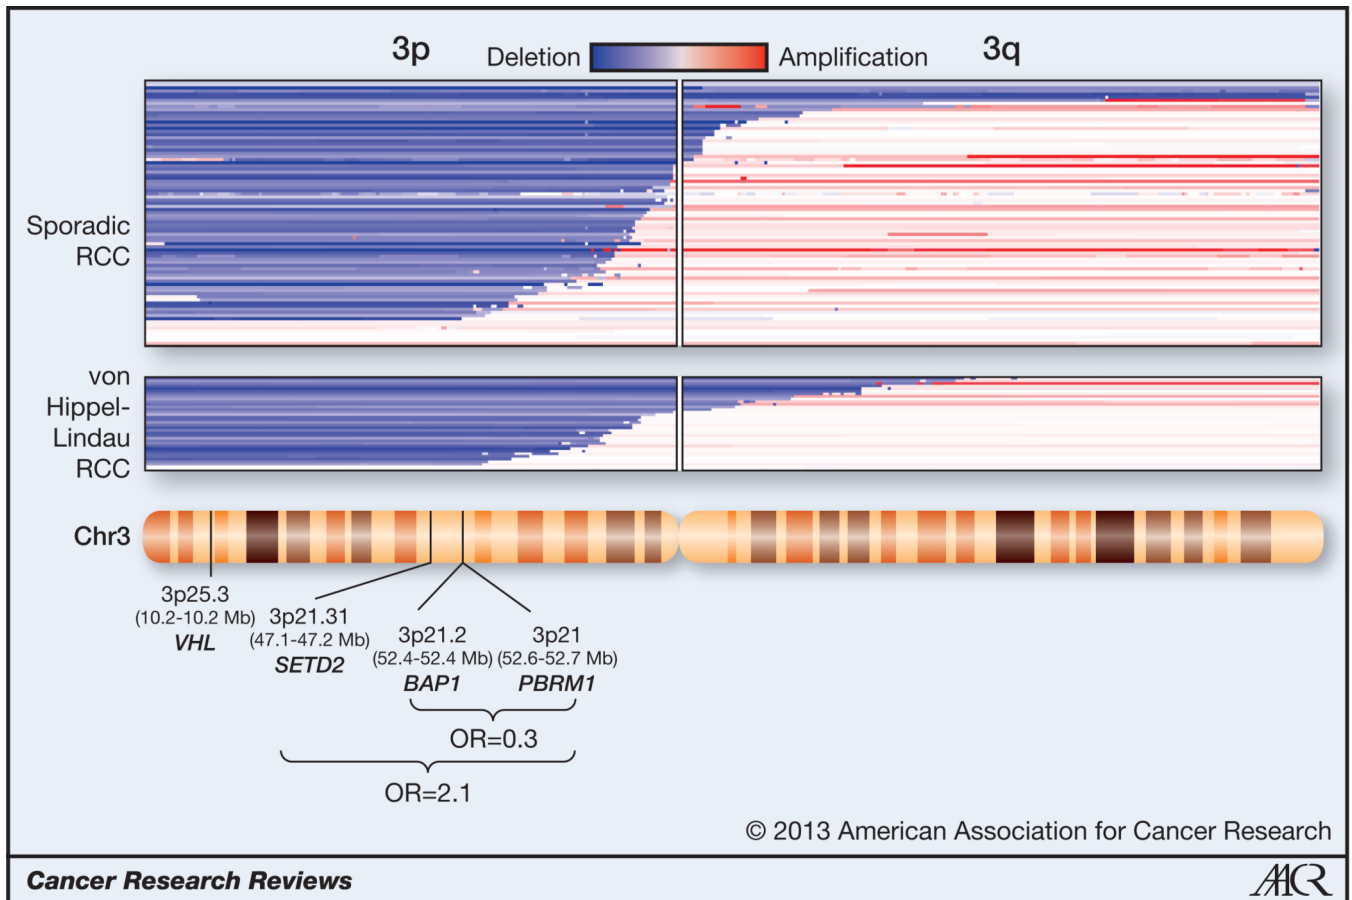 3p
Deletion
Amplification
3q
Sporadic
RCC
von
Hippel-
Lindau
RCC
Chr3
3p25.3
(10.2-10.2 Mb)
VHL
3p21.31
(47.1-47.2 Mb)
SETD2
3p21.2
(52.4-52.4 Mb)
BAP1
3p21
(52.6-52.7 Mb)
PBRM1
OR=0.3
OR=2.1
© 2013 American Association for Cancer Research
Cancer Research Reviews
AACR